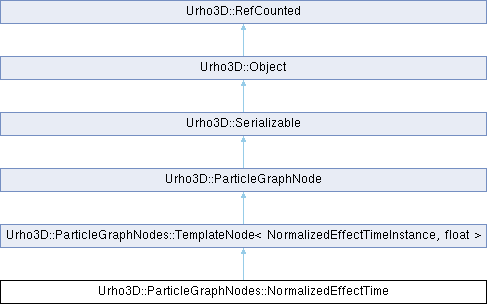 Urho3D::RefCounted
Urho3D::Object
Urho3D::Serializable
Urho3D::ParticleGraphNode
Urho3D::ParticleGraphNodes::TemplateNode< NormalizedEffectTimeInstance, float >
Urho3D::ParticleGraphNodes::NormalizedEffectTime